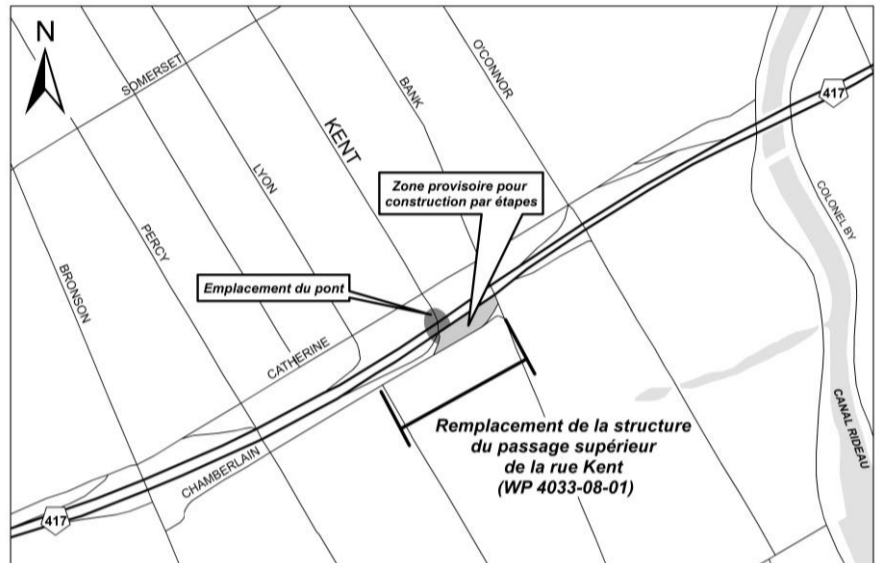 N
SOMERSET
KENT
BANK
O'CONNOR
417
LYON
Zone provisoire pour
construction par étapes
COLONEL BY
PERCY
BRONSON
Emplacement du pont
CATHERINE
CHAMBERLAIN
Remplacement de la structure
du passage supérieur
de la rue Kent
(WP 4033-08-01)
CANAL RIDEAU
417